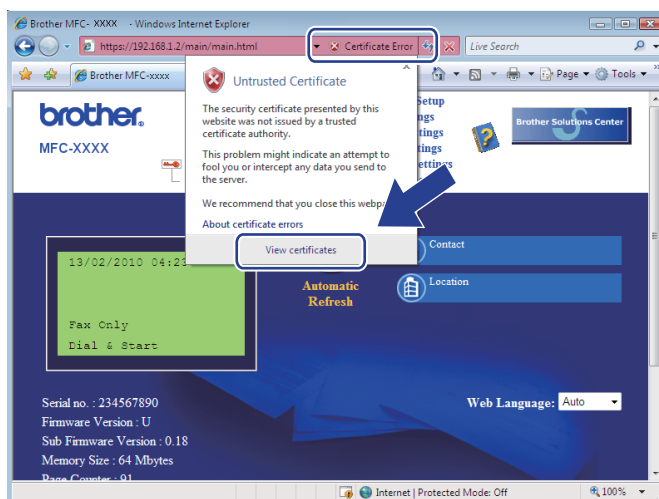 Brother MFC- XXXX - Windows Internet Explorer
https://192.168.1.2/main/main.html
Certificate Error
Live Search
Brother MFC-xxxx
Page
Tools
brother.
MFC-XXXX
Untrusted Certificate
The security certificate presented by this
website was not issued by a trusted
certificate authority.
This problem might indicate an attempt to
fool you or intercept any data you send to
the server.
We recommend that you close this
About certificate errors
View certificates
Brother Solutions Center
Contact
Location
13/02/2010
Fax Only
Dial & Start
Automatic
Refresh
Serial no. : 234567890
Firmware Version : U
Sub Firmware Version : 0.18
Memory Size : 64 Mbytes
Page Counter : 91
Web Language: Auto
Internet | Protected Mode: Off
100%